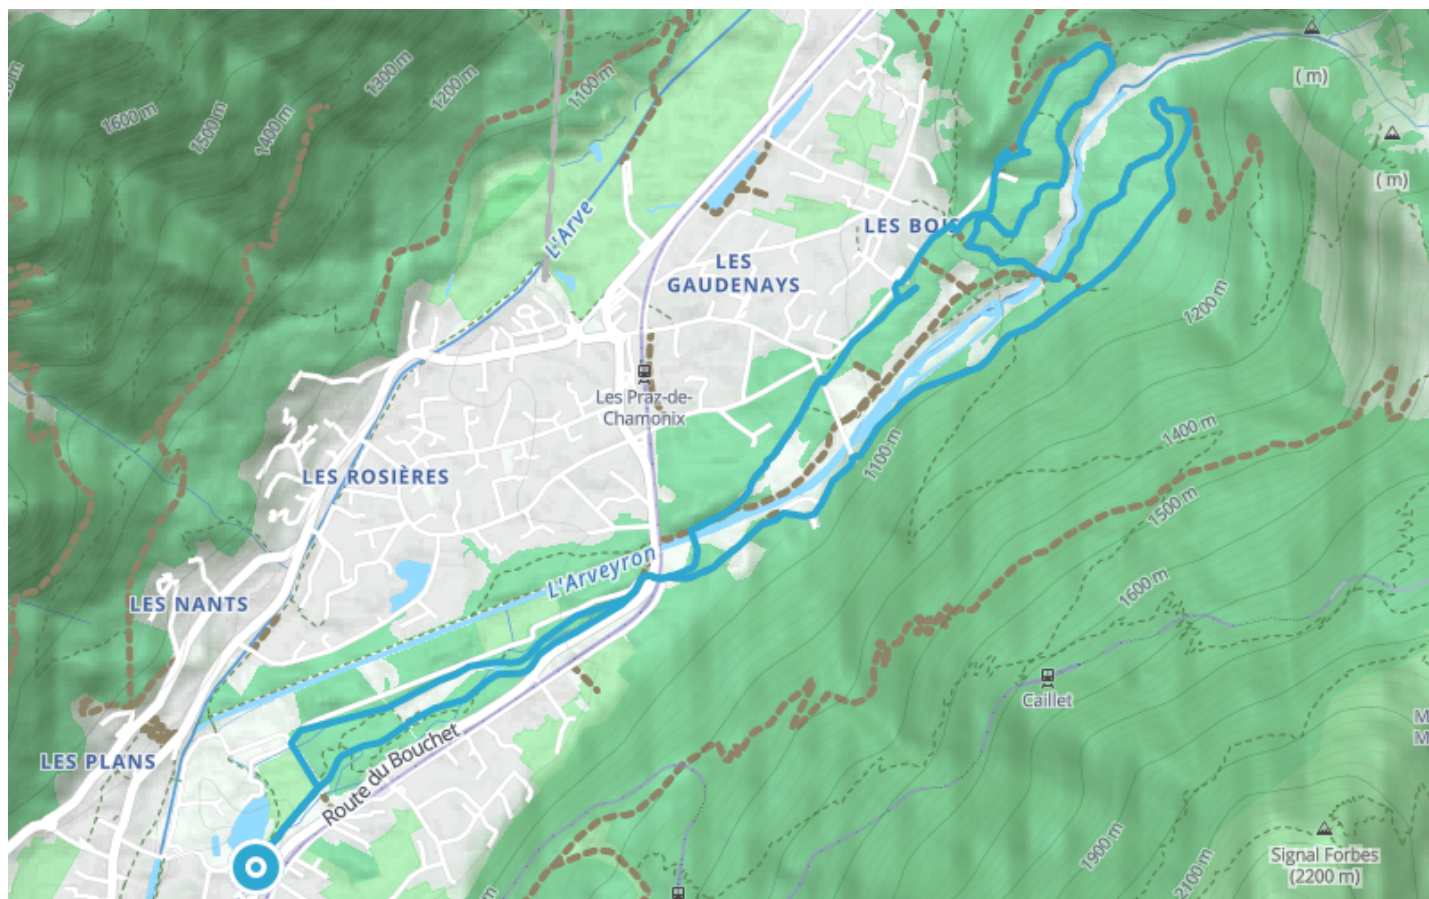 1300 m
1200 m
1100 m
1600 m
1500 m
1400 m
( m)
( m)
L'Arve
LES BOIS
LES
GAUDENAYS
1200 m
Les Praz-de-
Chamonix
1400 m
1100 m
LES ROSIÈRES
1500 m
L'Arveyron
1600 m
LES NANTS
Caillet
M
M
LES PLANS
Route du Bouchet
1900 m
2100 m
Signal Forbes
(2200 m)